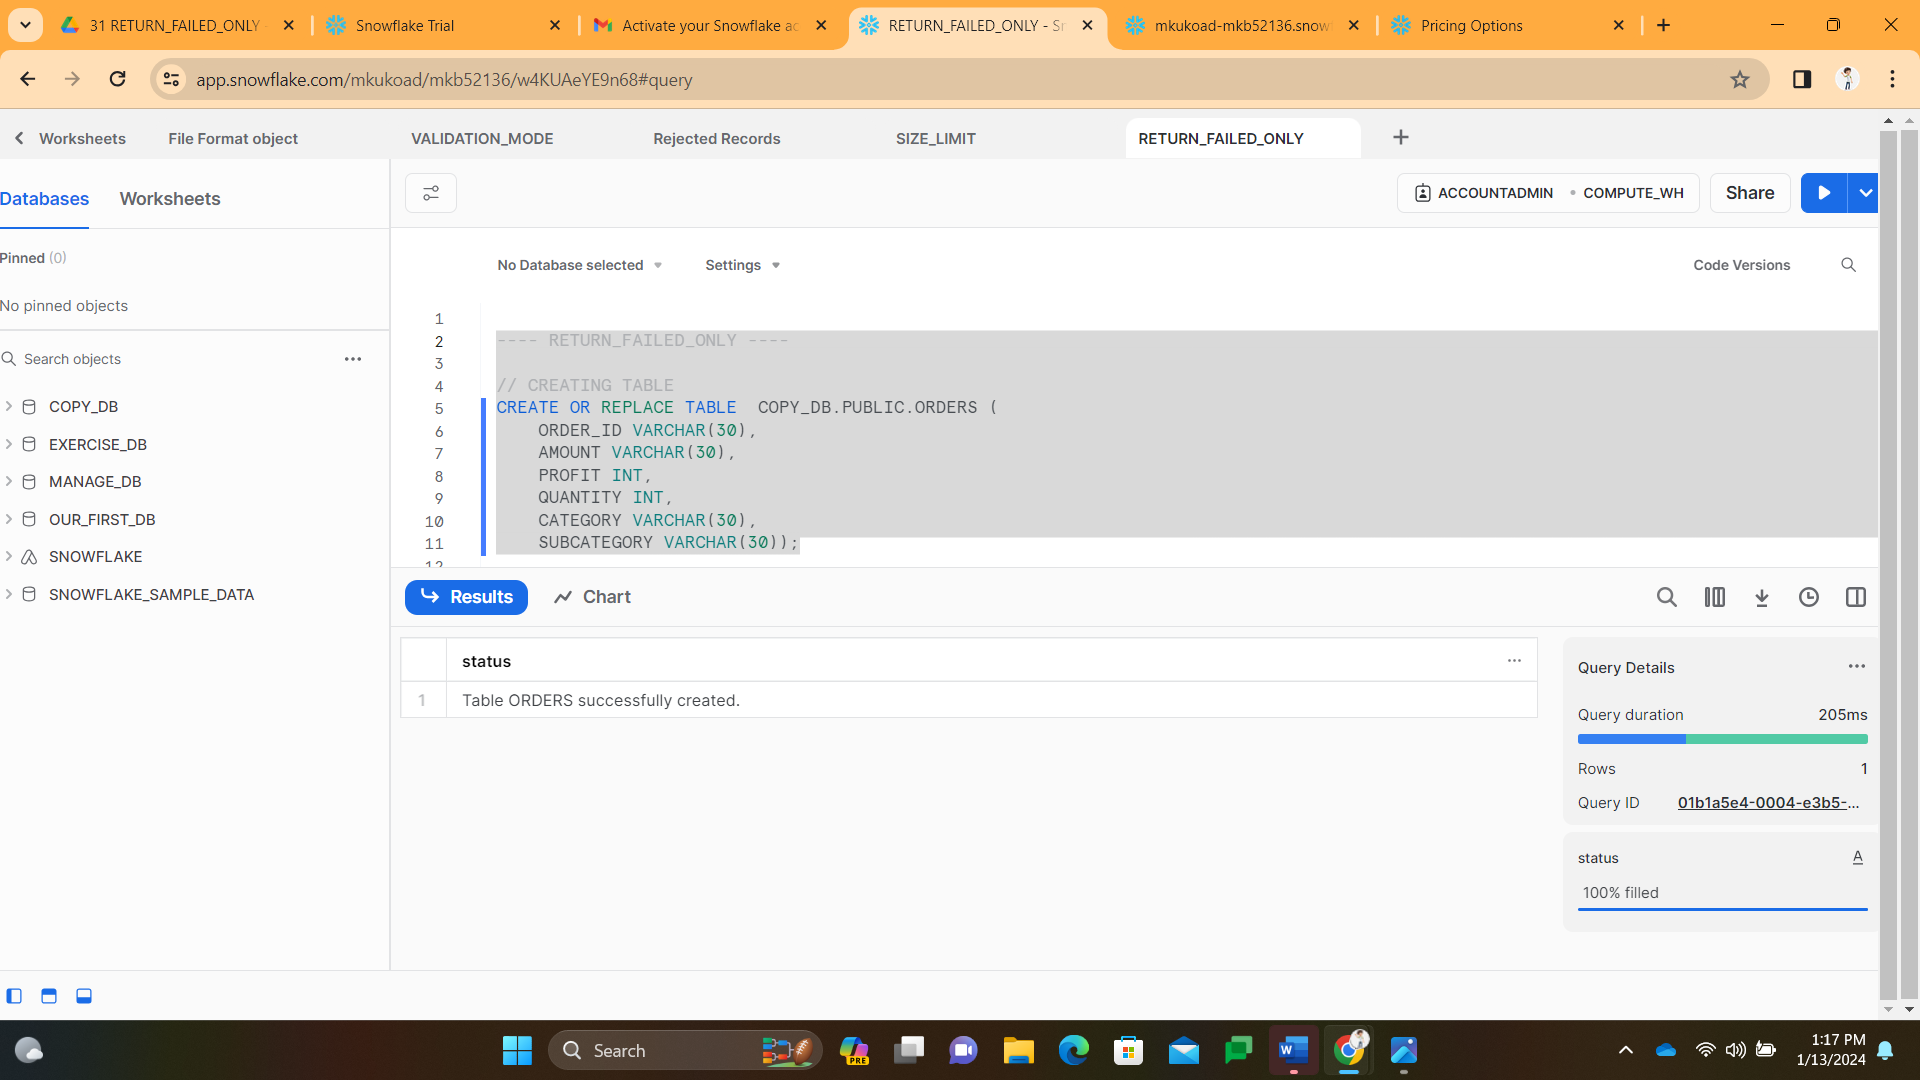 31 RETURN_FAILED_ONLY
Snowflake Trial
Activate your Snowflake ac
RETURN_FAILED_ONLY - Sn
mkukoad-mkb52136.snow
Pricing Options
app.snowflake.com/mkukoad/mkb52136/w4KUAeYE9n68#query
Worksheets
File Format object
VALIDATION_MODE
Rejected Records
SIZE_LIMIT
RETURN_FAILED_ONLY
Databases
Worksheets
ACCOUNTADMIN • COMPUTE_WH
Share
Pinned (0)
No pinned objects
Search objects
COPY_DB
EXERCISE_DB
MANAGE_DB
OUR_FIRST_DB
SNOWFLAKE
SNOWFLAKE_SAMPLE_DATA
No Database selected
Settings
Code Versions
1
2 ---- RETURN_FAILED_ONLY ----
3
4 // CREATING TABLE
5 CREATE OR REPLACE TABLE  COPY_DB.PUBLIC.ORDERS (
6 ORDER_ID VARCHAR(30),
7 AMOUNT VARCHAR(30),
8 PROFIT INT,
9 QUANTITY INT,
10 CATEGORY VARCHAR(30),
11 SUBCATEGORY VARCHAR(30));
12
Results
Chart
status
1 Table ORDERS successfully created.
Query Details
Query duration 205ms
Rows 1
Query ID 01b1a5e4-0004-e3b5-...
status A
100% filled
Search
PRE
1:17 PM
1/13/2024